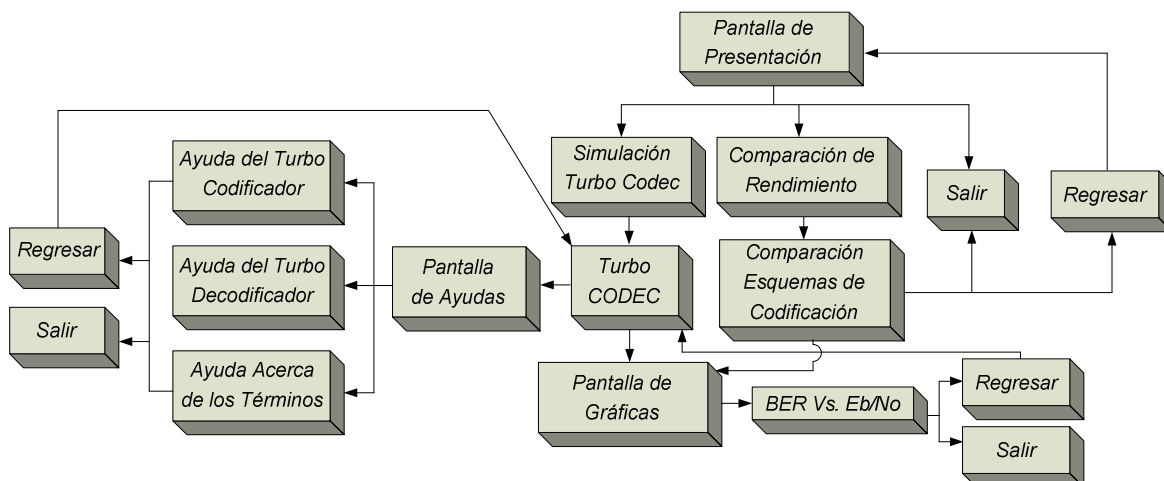 Pantalla de
Presentación
Simulación
Turbo Codec
Comparación de
Rendimiento
Salir
Regresar
Ayuda del Turbo
Codificador
Regresar
Ayuda del Turbo
Decodificador
Pantalla
de Ayudas
Turbo
CODEC
Comparación
Esquemas de
Codificación
Salir
Ayuda Acerca
de los Términos
Pantalla de
Gráficas
BER Vs. Eb/No
Regresar
Salir